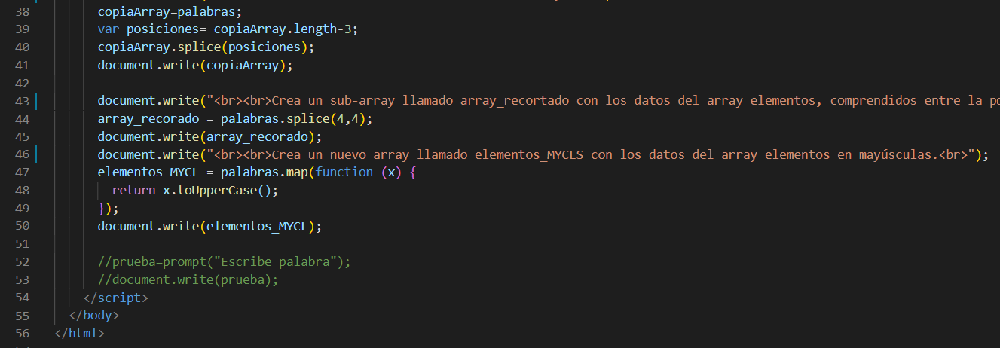 38 copiaArray=palabras;
39 var posiciones= copiaArray.length-3;
40 copiaArray.splice(posiciones);
41 document.write(copiaArray);
42
43 document.write("<br><br>Crea un sub-array llamado array_recortado con los datos del array elementos, comprendidos entre la po
44 array_recorado = palabras.splice(4,4);
45 document.write(array_recorado);
46 document.write("<br><br>Crea un nuevo array llamado elementos_MYCLS con los datos del array elementos en mayúsculas.<br>");
47 elementos_MYCL = palabras.map(function (x) {
48 return x.toUpperCase();
49 });
50 document.write(elementos_MYCL);
51
52 //prueba=prompt("Escribe palabra");
53 //document.write(prueba);
54 </script>
55 </body>
56 </html>